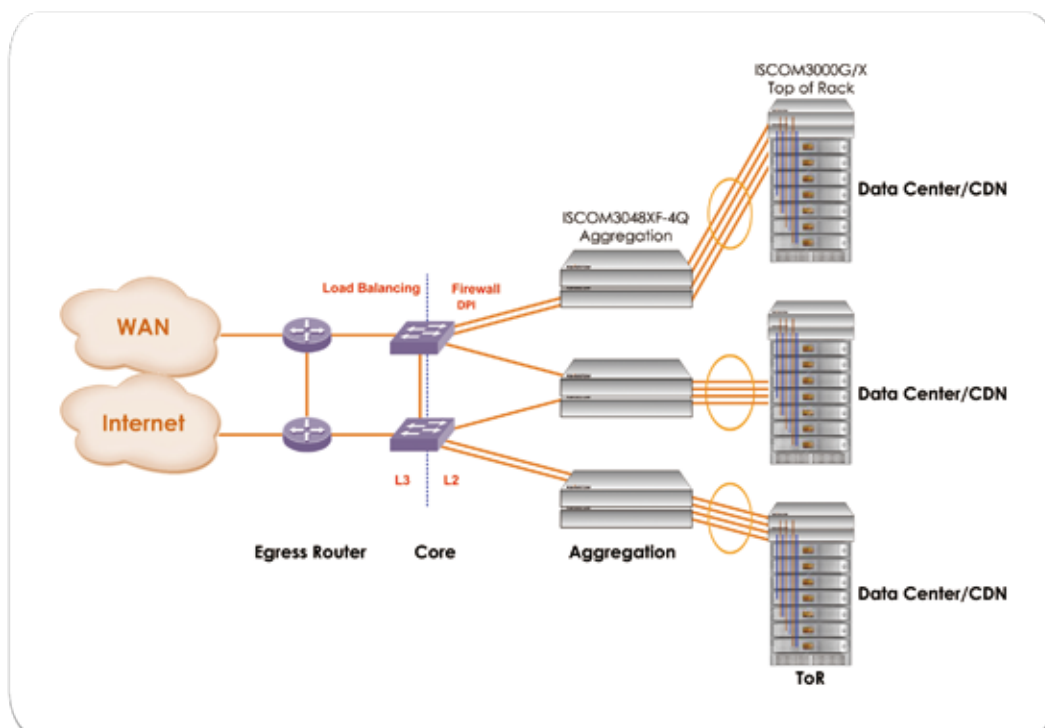 ISCOM3000G/X
Top of Rack
Data Center/CDN
ISCOM3048XF-4Q
Aggregation
Load Balancing
Firewall
DPI
WAN
Data Center/CDN
Internet
L3
L2
Egress Router
Core
Aggregation
Data Center/CDN
ToR